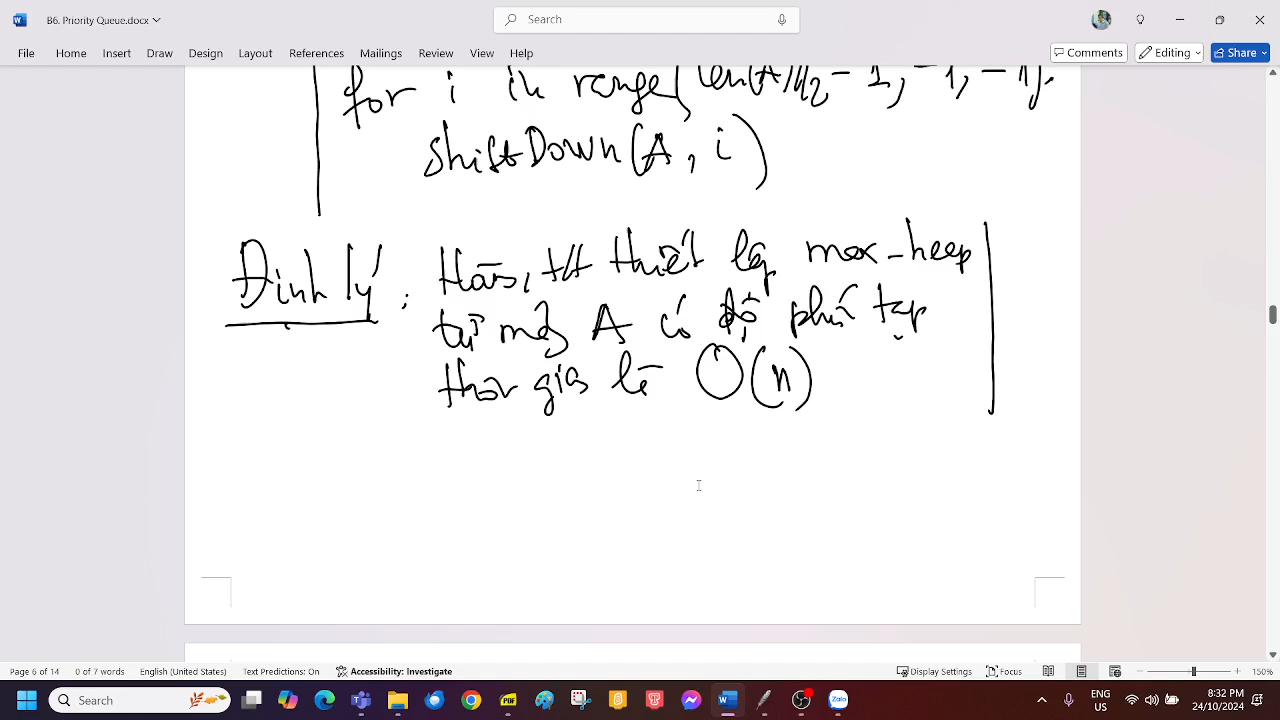 B6. Priority Queue.docx
Search
File Home Insert Draw Design Layout References Mailings Review View Help
Comments Editing Share
for i in range(len(A)//2 - 1, -1, -1):
shiftDown(A, i)
Định lý: Hàm, tt thiết lập max-heap
từ mảng A có độ phức tạp
thời gian là O(n)
Page 6 of 14 0 of 7 words English (United States) Text Predictions: On Accessibility: Investigate Display Settings Focus 150%
Search
PDF
Zalo
ENG
US
8:32 PM
24/10/2024